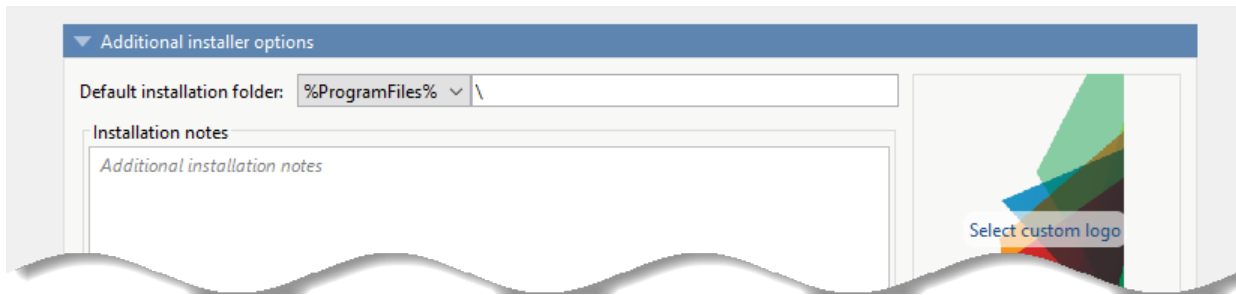 Additional installer options
Default installation folder: %ProgramFiles% \
Installation notes
Additional installation notes
Select custom logo